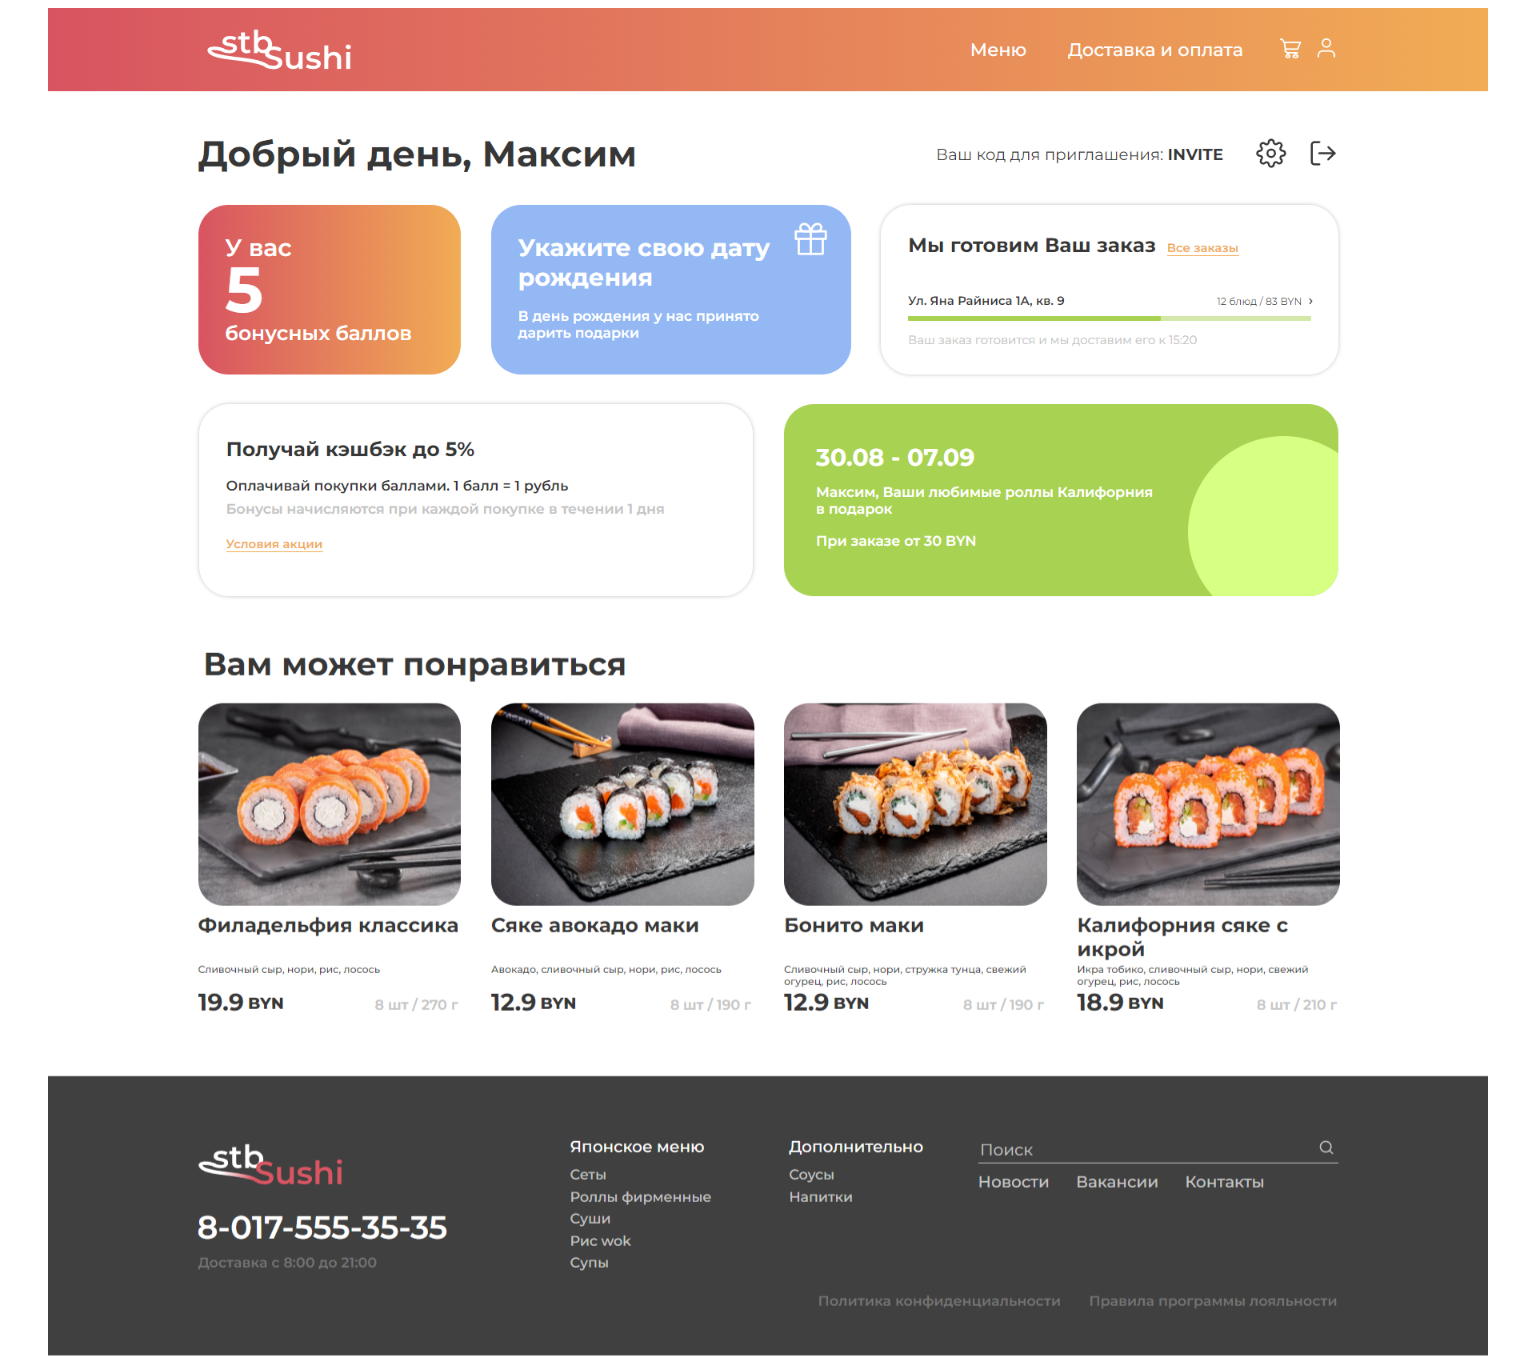 stb
Sushi
Меню
Доставка и оплата
Добрый день, Максим
Ваш код для приглашения: INVITE
У вас
5
бонусных баллов
Укажите свою дату
рождения
В день рождения у нас принято
дарить подарки
Мы готовим Ваш заказ
Все заказы
Ул. Яна Райниса 1А, кв. 9
12 блюд / 83 BYN ›
Ваш заказ готовится и мы доставим его к 15:20
Получай кэшбэк до 5%
Оплачивай покупки баллами. 1 балл = 1 рубль
Бонусы начисляются при каждой покупке в течении 1 дня
Условия акции
30.08 - 07.09
Максим, Ваши любимые роллы Калифорния
в подарок
При заказе от 30 BYN
Вам может понравиться
Филадельфия классика
Сливочный сыр, нори, рис, лосось
19.9 BYN
8 шт / 270 г
Сяке авокадо маки
Авокадо, сливочный сыр, нори, рис, лосось
12.9 BYN
8 шт / 190 г
Бонито маки
Сливочный сыр, нори, стружка тунца, свежий
огурец, рис, лосось
12.9 BYN
8 шт / 190 г
Калифорния сяке с
икрой
Икра тобико, сливочный сыр, нори, свежий
огурец, рис, лосось
18.9 BYN
8 шт / 210 г
stb
Sushi
8-017-555-35-35
Доставка с 8:00 до 21:00
Японское меню
Сеты
Роллы фирменные
Суши
Рис wok
Супы
Дополнительно
Соусы
Напитки
Поиск
Новости
Вакансии
Контакты
Политика конфиденциальности
Правила программы лояльности